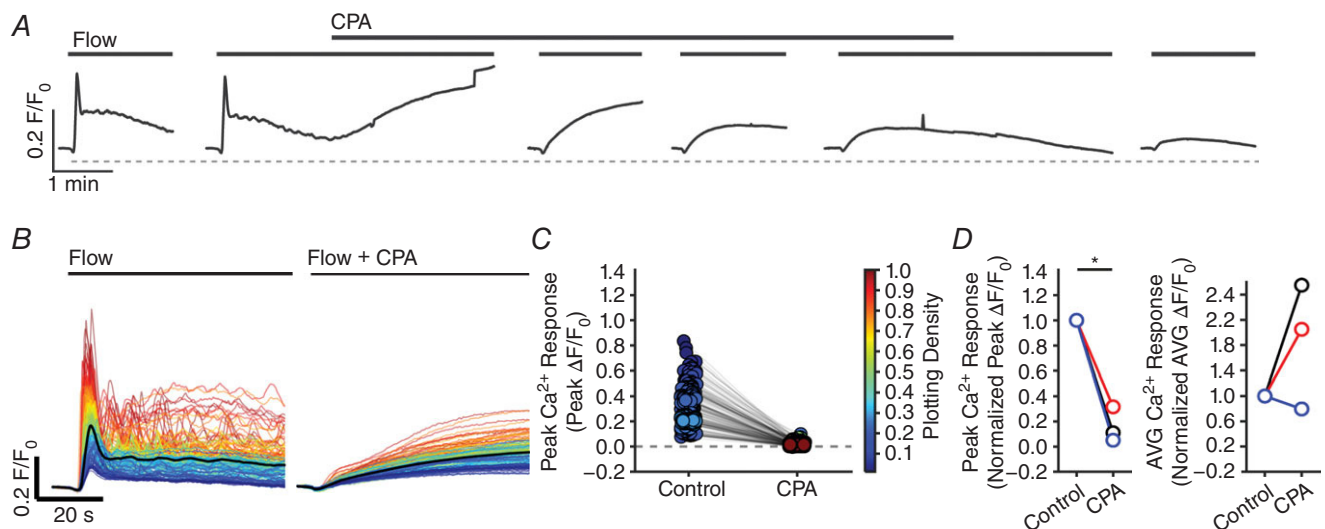 A
CPA
Flow
0.2 F/F0
1 min
B
Flow
Flow + CPA
0.2 F/F0
20 s
C
Peak Ca2+ Response
(Peak ΔF/F0)
1.4
1.2
1.0
0.8
0.6
0.4
0.2
0.0
−0.2
Control
CPA
1.0
0.9
0.8
0.7
0.6
0.5
0.4
0.3
0.2
0.1
Plotting Density
D
Peak Ca2+ Response
(Normalized Peak ΔF/F0)
1.4
1.2
1.0
0.8
0.6
0.4
0.2
0.0
−0.2
*
Control
CPA
AVG Ca2+ Response
(Normalized AVG ΔF/F0)
2.4
2.2
1.2
1.0
0.2
0.2
−0.2
Control
CPA